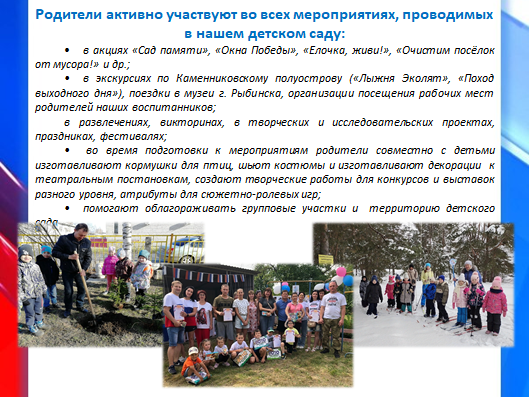 Родители активно участвуют во всех мероприятиях, проводимых
в нашем детском саду:
• в акциях «Сад памяти», «Окна Победы», «Елочка, живи!», «Очистим посёлок
от мусора!» и др.;
• в экскурсиях по Каменниковскому полуострову («Лыжня Эколят», «Поход
выходного дня»), поездки в музеи г. Рыбинска, организации посещения рабочих мест
родителей наших воспитанников;
в развлечениях, викторинах, в творческих и исследовательских проектах,
праздниках, фестивалях;
• во время подготовки к мероприятиям родители совместно с детьми
изготавливают кормушки для птиц, шьют костюмы и изготавливают декорации к
театральным постановкам, создают творческие работы для конкурсов и выставок
разного уровня, атрибуты для сюжетно-ролевых игр;
• помогают облагораживать групповые участки и территорию детского
сада